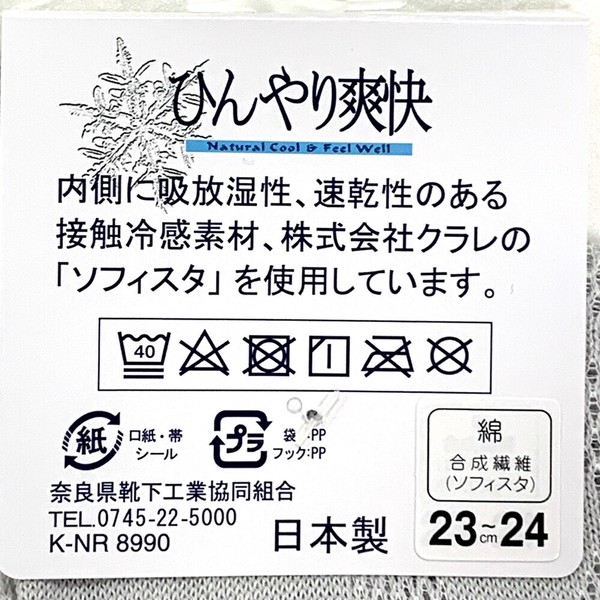 ひんやり爽快
Natural Cool & Feel Well
内側に吸放湿性、速乾性のある
接触冷感素材、株式会社クラレの
「ソフィスタ」を使用しています。
40
紙
口紙・帯
シール
プラ
袋:PP
フック:PP
奈良県靴下工業協同組合
TEL.0745-22-5000
K-NR 8990
日本製
綿
合成繊維
(ソフィスタ)
23~24
cm